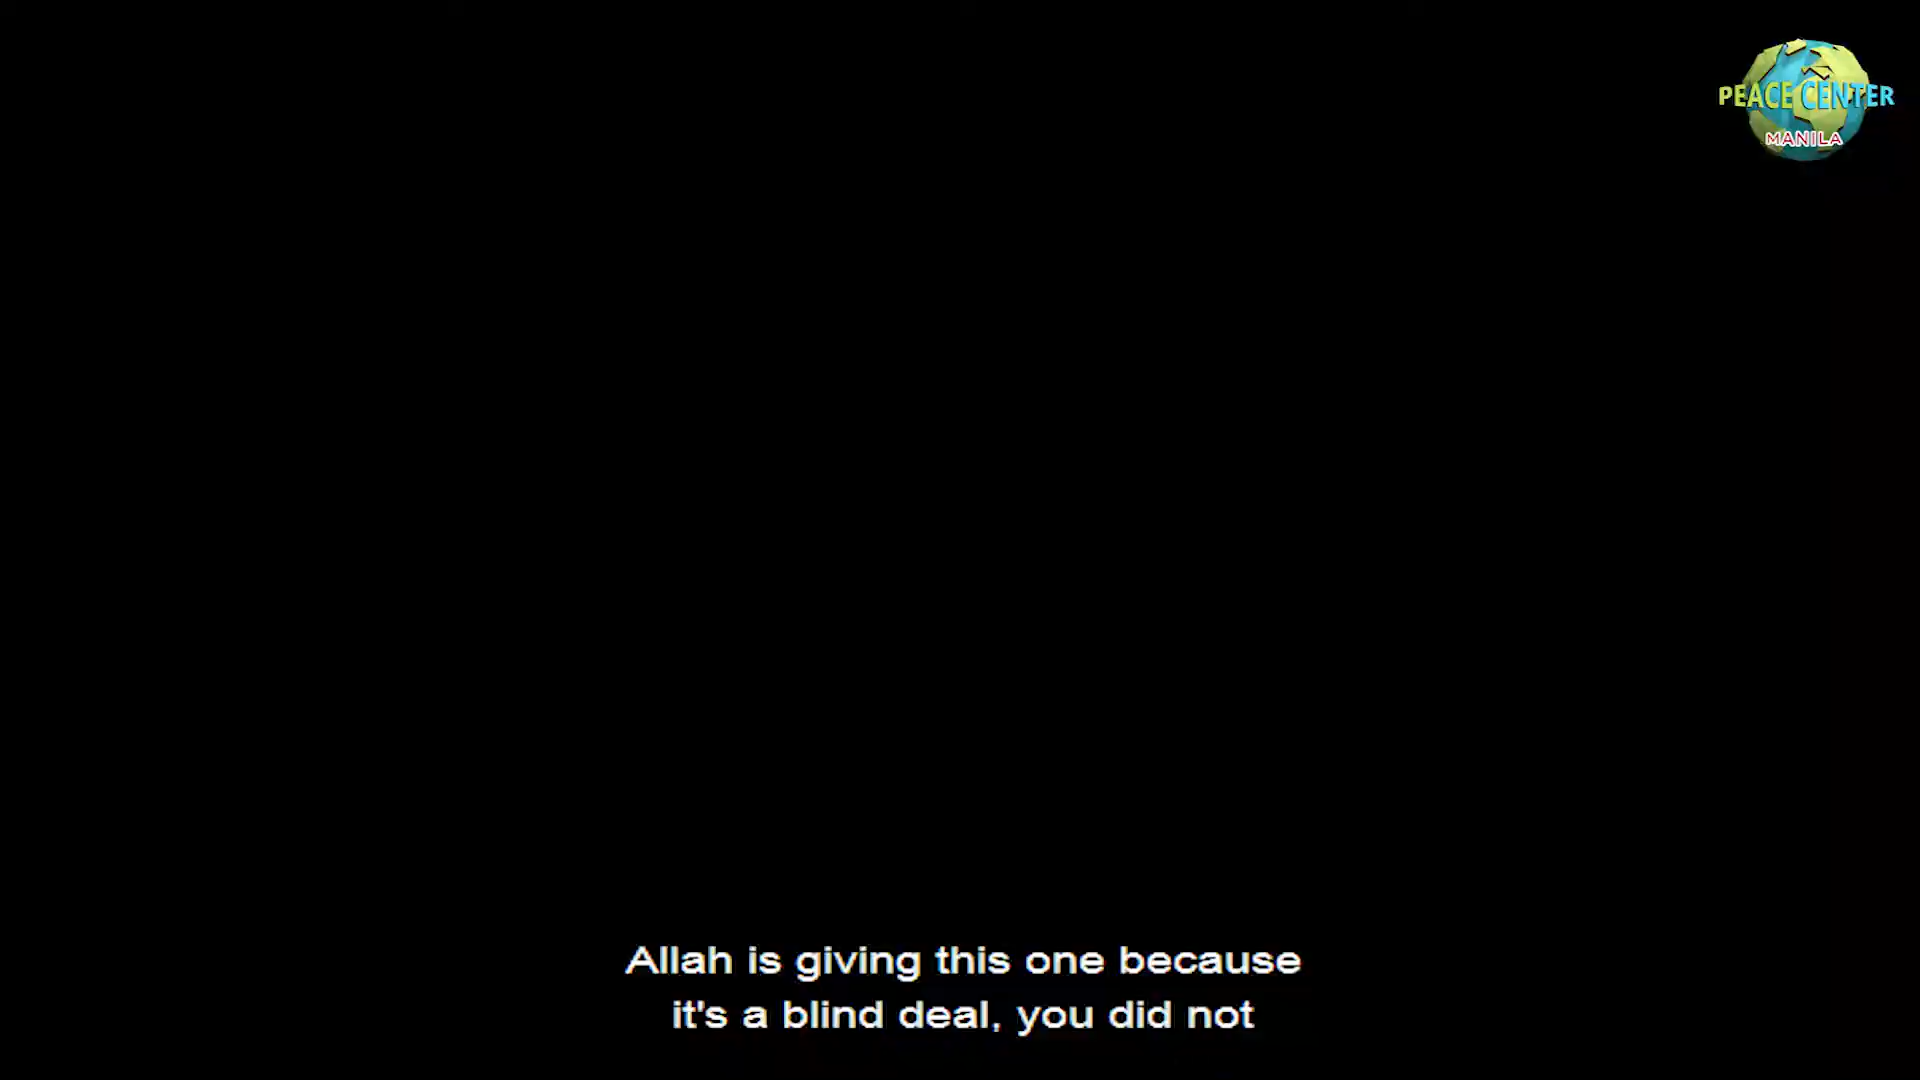 PEACE CENTER
MANILA
Allah is giving this one because
it's a blind deal, you did not